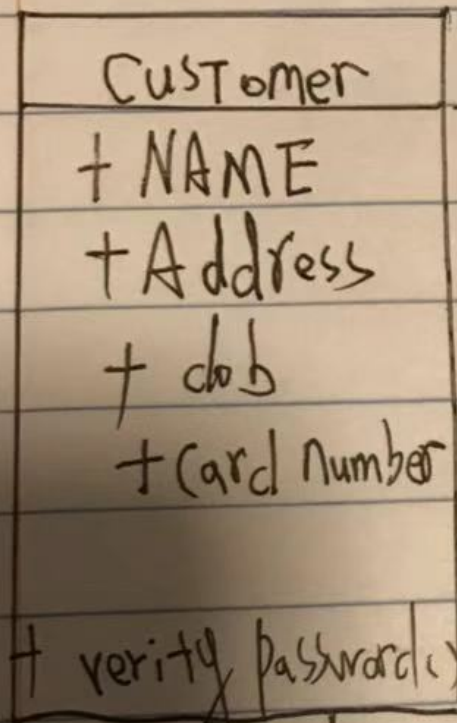 Customer
+ NAME
+ Address
+ dob
+ Card number
+ verity password()